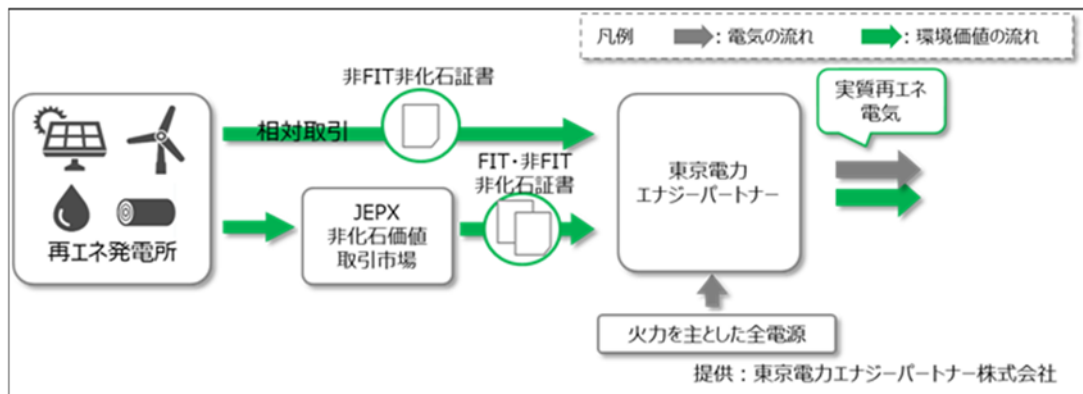 凡例
:電気の流れ
:環境価値の流れ
非FIT非化石証書
相対取引
FIT・非FIT
非化石証書
再エネ発電所
JEPX
非化石価値
取引市場
東京電力
エナジーパートナー
実質再エネ
電気
火力を主とした全電源
提供：東京電力エナジーパートナー株式会社